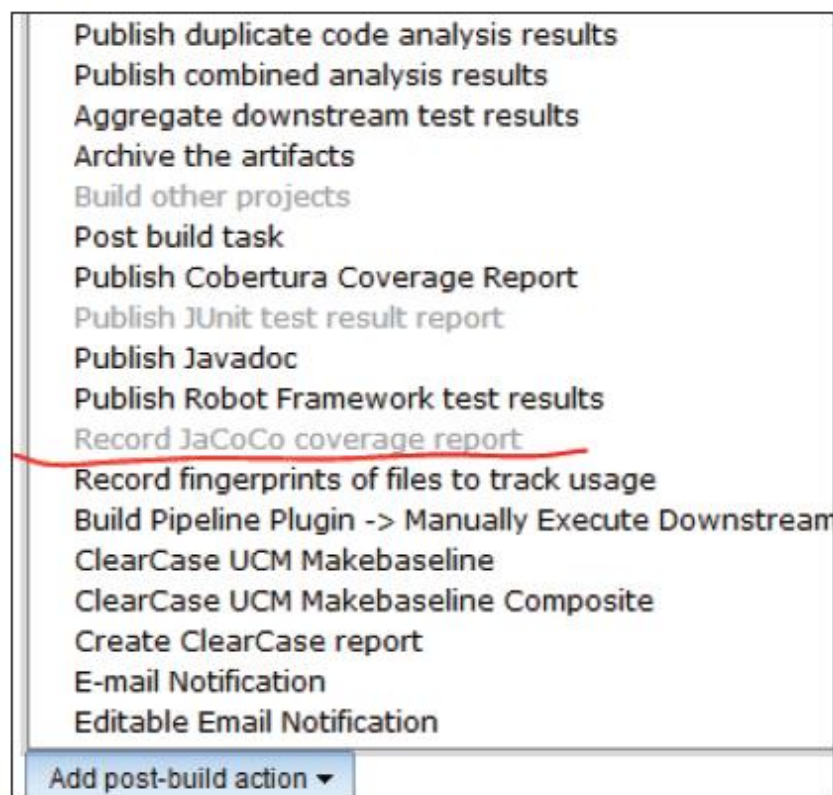 Publish duplicate code analysis results
Publish combined analysis results
Aggregate downstream test results
Archive the artifacts
Build other projects
Post build task
Publish Cobertura Coverage Report
Publish JUnit test result report
Publish Javadoc
Publish Robot Framework test results
Record JaCoCo coverage report
Record fingerprints of files to track usage
Build Pipeline Plugin -> Manually Execute Downstream
ClearCase UCM Makebaseline
ClearCase UCM Makebaseline Composite
Create ClearCase report
E-mail Notification
Editable Email Notification
Add post-build action